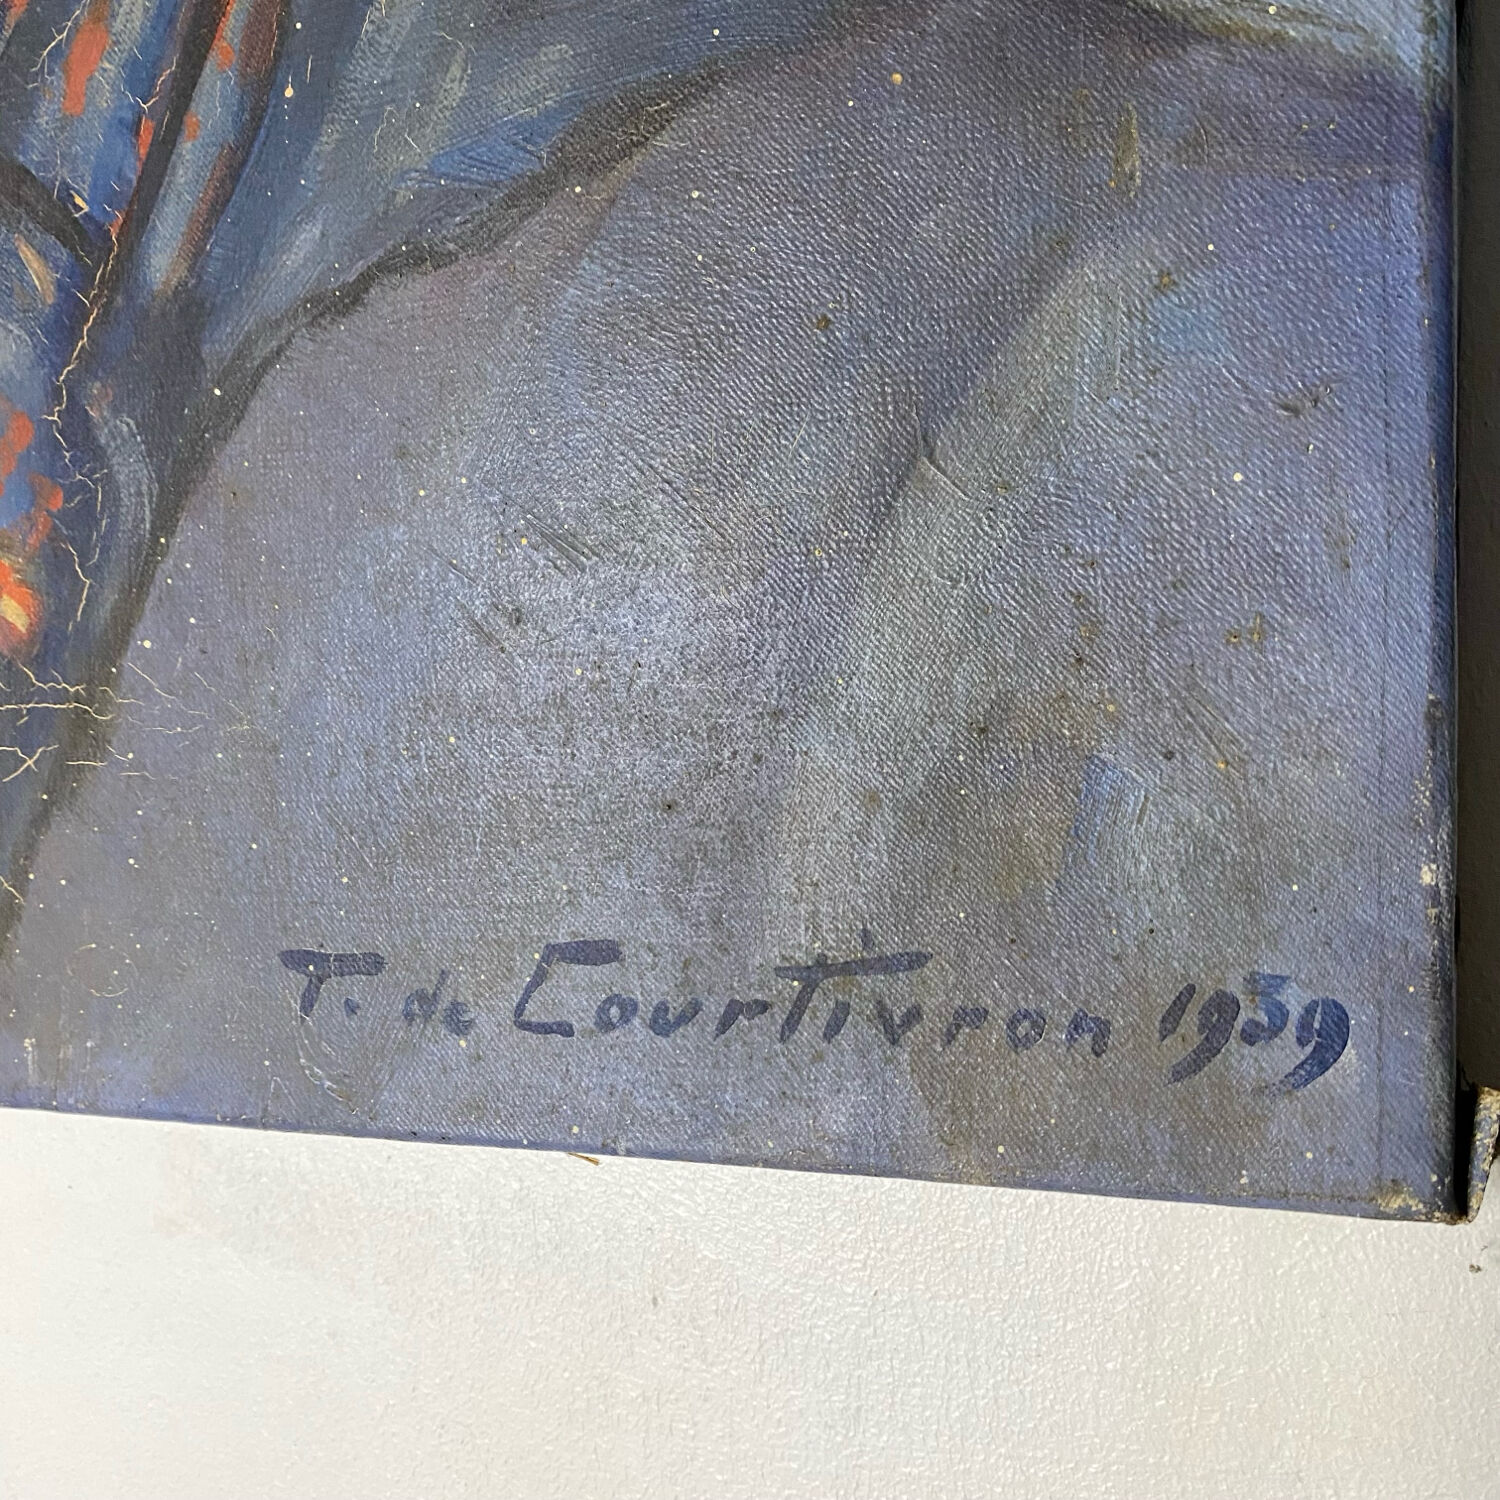 T. de Courtivron 1939